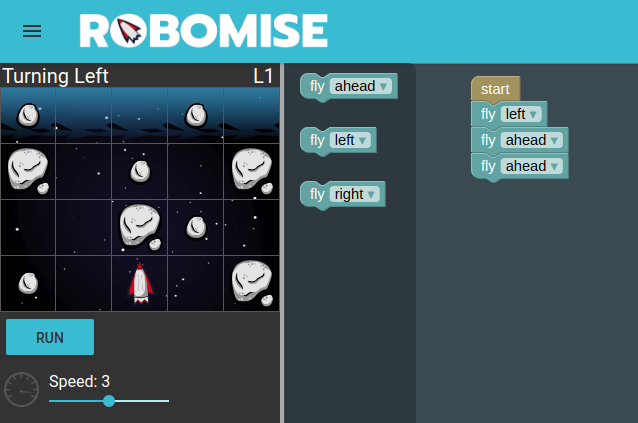 ROBOMISE
Turning Left L1
fly ahead
fly left
fly right
start
fly left
fly ahead
fly ahead
RUN
Speed: 3